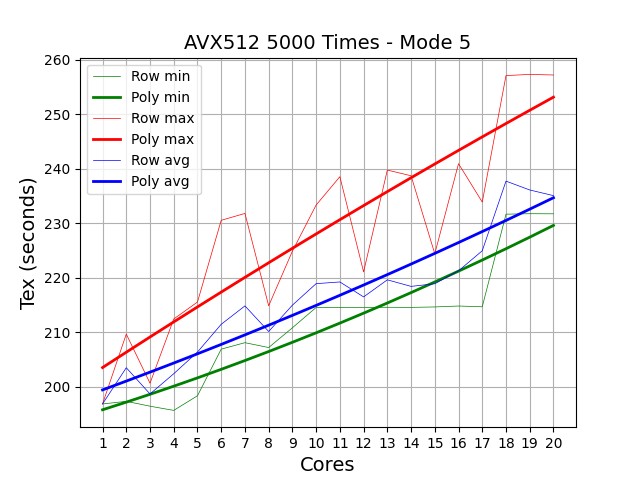 AVX512 5000 Times - Mode 5
260
250
240
230
220
210
200
Tex (seconds)
Row min
Poly min
Row max
Poly max
Row avg
Poly avg
1 2 3 4 5 6 7 8 9 10 11 12 13 14 15 16 17 18 19 20
Cores